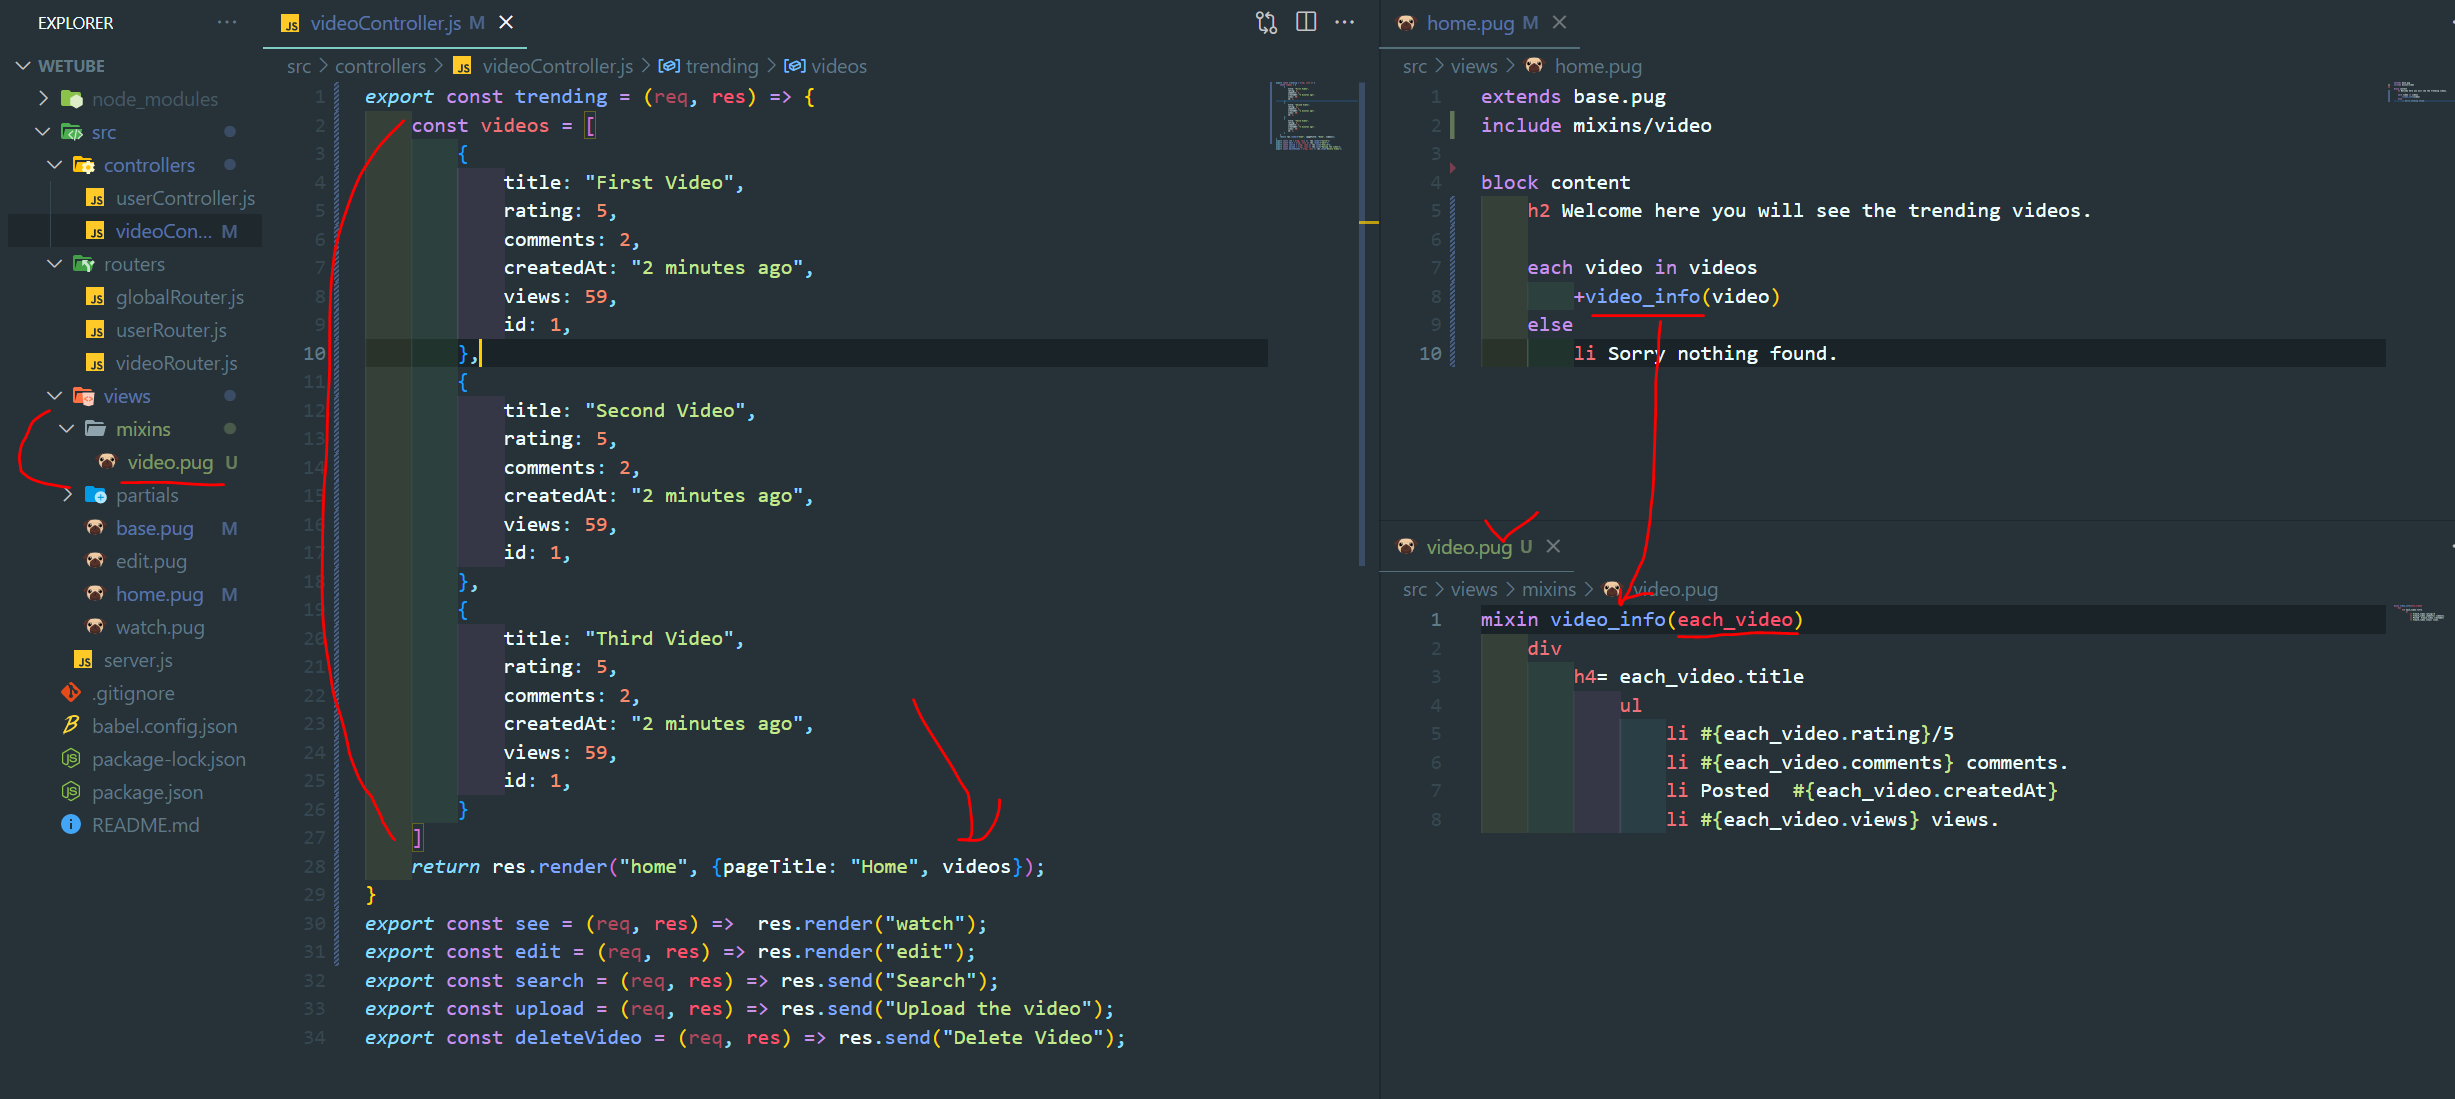 EXPLORER
WETUBE
node_modules
src
controllers
userController.js
videoCon... M
routers
globalRouter.js
userRouter.js
videoRouter.js
views
mixins
video.pug U
partials
base.pug M
edit.pug
home.pug M
watch.pug
server.js
.gitignore
babel.config.json
package-lock.json
package.json
README.md
videoController.js M
src > controllers > videoController.js > trending > videos
1 export const trending = (req, res) => {
2 const videos = [
3 {
4 title: "First Video",
5 rating: 5,
6 comments: 2,
7 createdAt: "2 minutes ago",
8 views: 59,
9 id: 1,
10 },
11 {
12 title: "Second Video",
13 rating: 5,
14 comments: 2,
15 createdAt: "2 minutes ago",
16 views: 59,
17 id: 1,
18 },
19 {
20 title: "Third Video",
21 rating: 5,
22 comments: 2,
23 createdAt: "2 minutes ago",
24 views: 59,
25 id: 1,
26 }
27 ]
28 return res.render("home", {pageTitle: "Home", videos});
29 }
30 export const see = (req, res) =>  res.render("watch");
31 export const edit = (req, res) => res.render("edit");
32 export const search = (req, res) => res.send("Search");
33 export const upload = (req, res) => res.send("Upload the video");
34 export const deleteVideo = (req, res) => res.send("Delete Video");
home.pug M
src > views > home.pug
1 extends base.pug
2 include mixins/video
3
4 block content
5 h2 Welcome here you will see the trending videos.
6
7 each video in videos
8 +video_info(video)
9 else
10 li Sorry nothing found.
video.pug U
src > views > mixins > video.pug
1 mixin video_info(each_video)
2 div
3 h4= each_video.title
4 ul
5 li #{each_video.rating}/5
6 li #{each_video.comments} comments.
7 li Posted  #{each_video.createdAt}
8 li #{each_video.views} views.